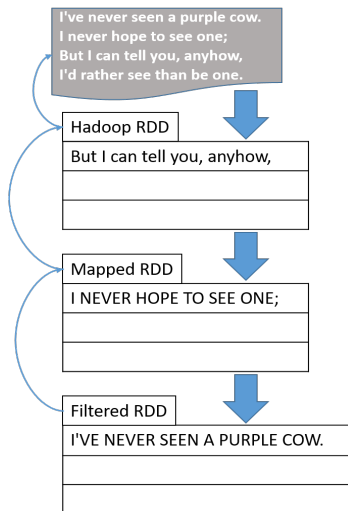 I've never seen a purple cow.
I never hope to see one;
But I can tell you, anyhow,
I'd rather see than be one.
Hadoop RDD
But I can tell you, anyhow,
Mapped RDD
I NEVER HOPE TO SEE ONE;
Filtered RDD
I'VE NEVER SEEN A PURPLE COW.